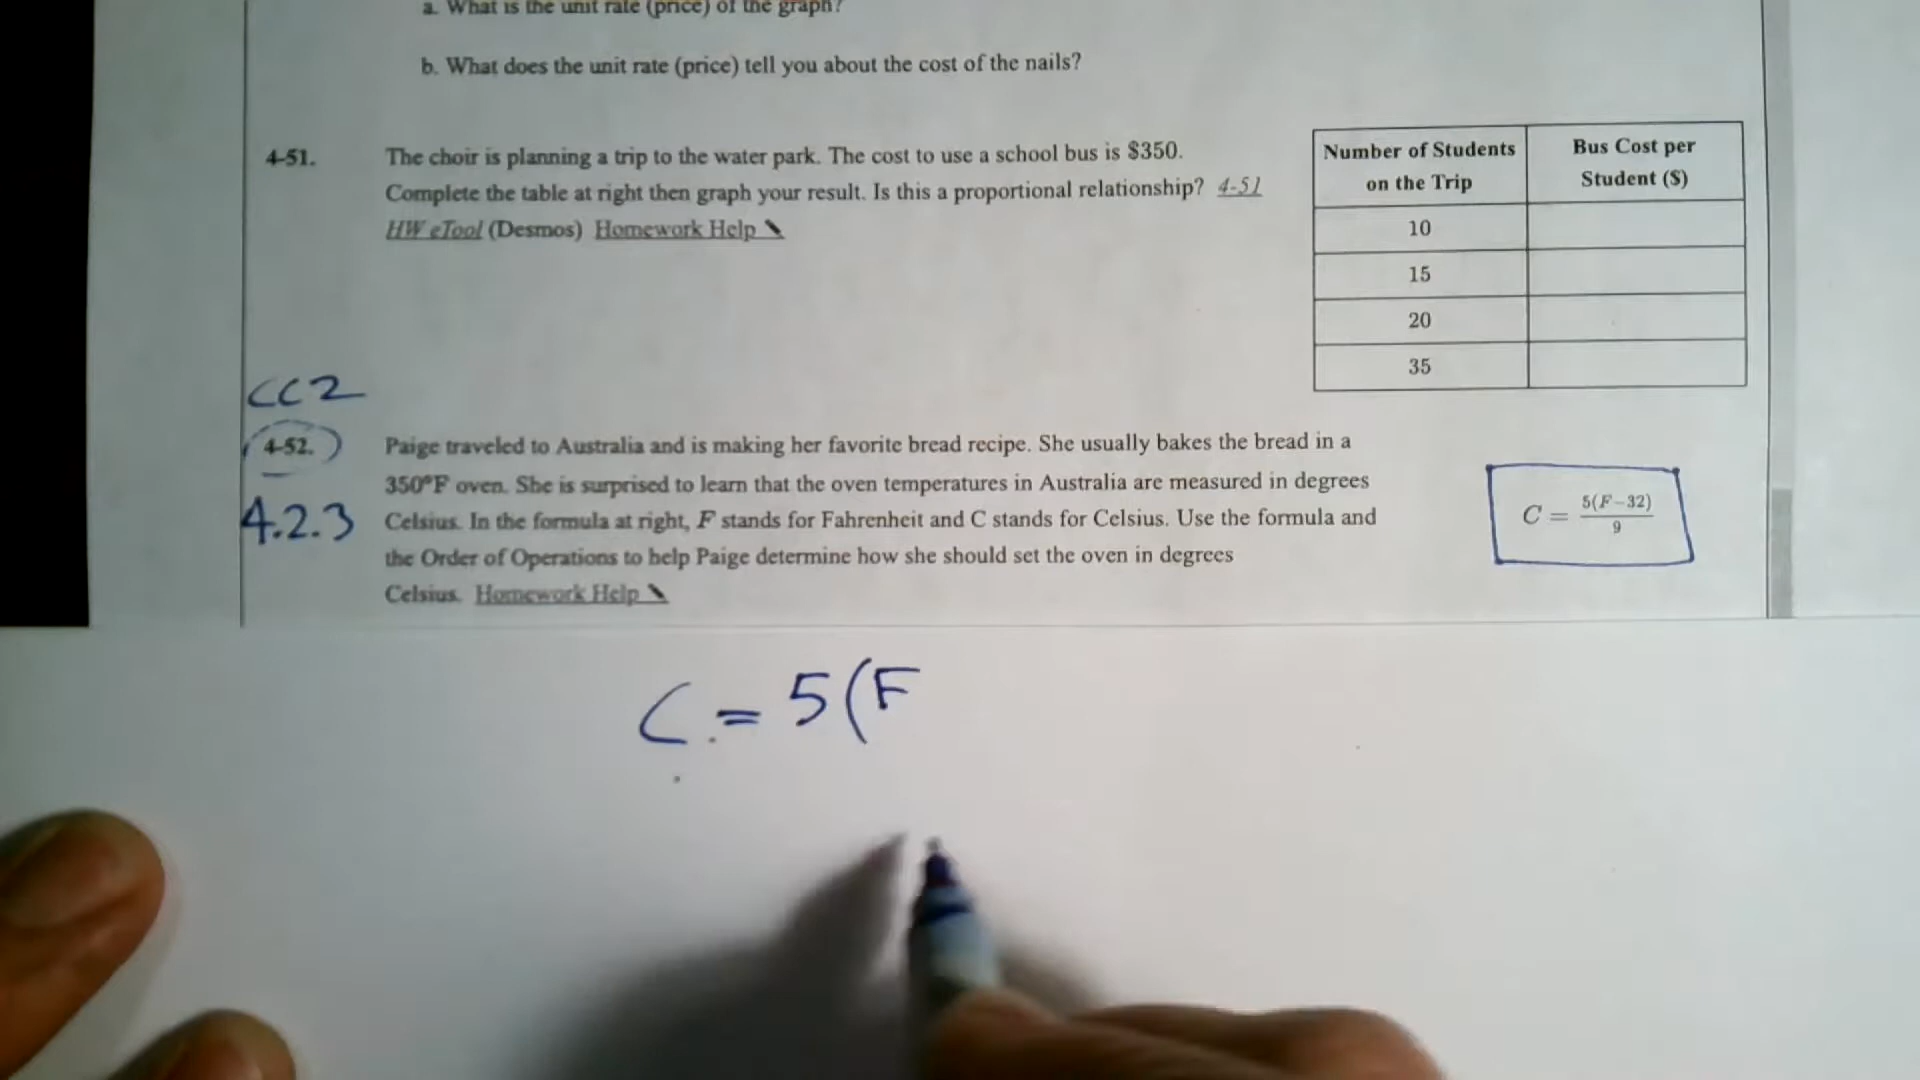 a. What is the unit rate (price) of the graph?
b. What does the unit rate (price) tell you about the cost of the nails?
4-51. The choir is planning a trip to the water park. The cost to use a school bus is $350.
Complete the table at right then graph your result. Is this a proportional relationship? 4-51
HW eTool (Desmos) Homework Help
Number of Students on the Trip Bus Cost per Student ($)
10
15
20
35
CC2
4-52. Paige traveled to Australia and is making her favorite bread recipe. She usually bakes the bread in a
350°F oven. She is surprised to learn that the oven temperatures in Australia are measured in degrees
4.2.3 Celsius. In the formula at right, F stands for Fahrenheit and C stands for Celsius. Use the formula and
the Order of Operations to help Paige determine how she should set the oven in degrees
Celsius. Homework Help
C = 5(F-32)/9
C = 5(F